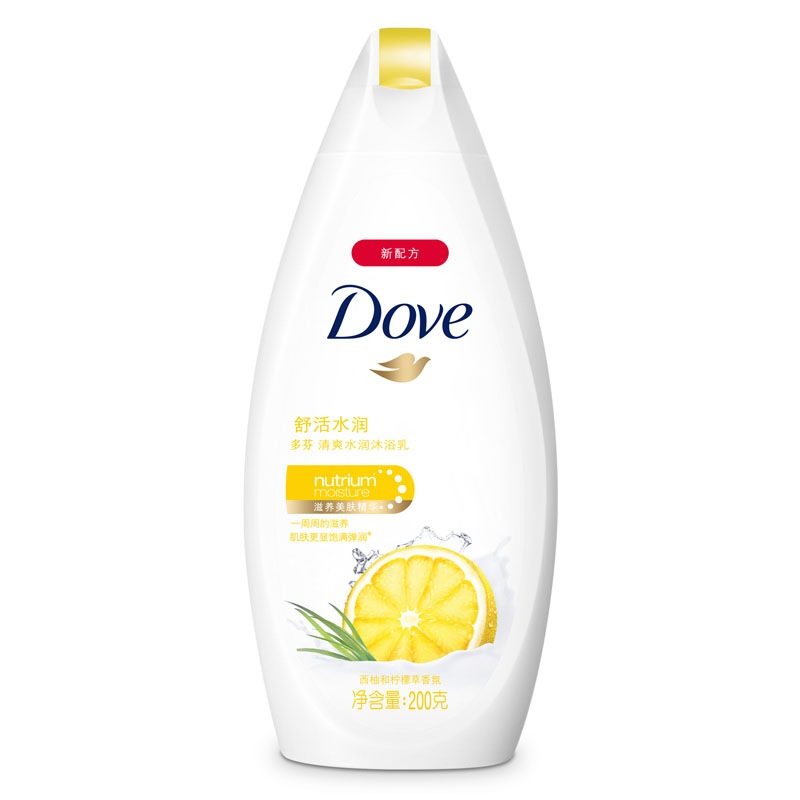 新配方
Dove
舒活水润
多芬 清爽水润沐浴乳
nutrium
moisture
滋养美肤精华
一周周的滋养
肌肤更显饱满弹润*
西柚和柠檬草香氛
净含量:200克